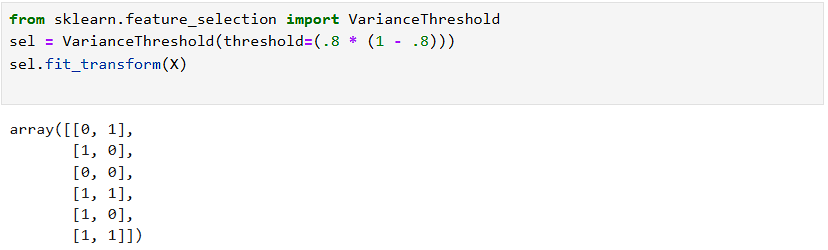 from sklearn.feature_selection import VarianceThreshold
sel = VarianceThreshold(threshold=(.8 * (1 - .8)))
sel.fit_transform(X)
array([[0, 1],
       [1, 0],
       [0, 0],
       [1, 1],
       [1, 0],
       [1, 1]])